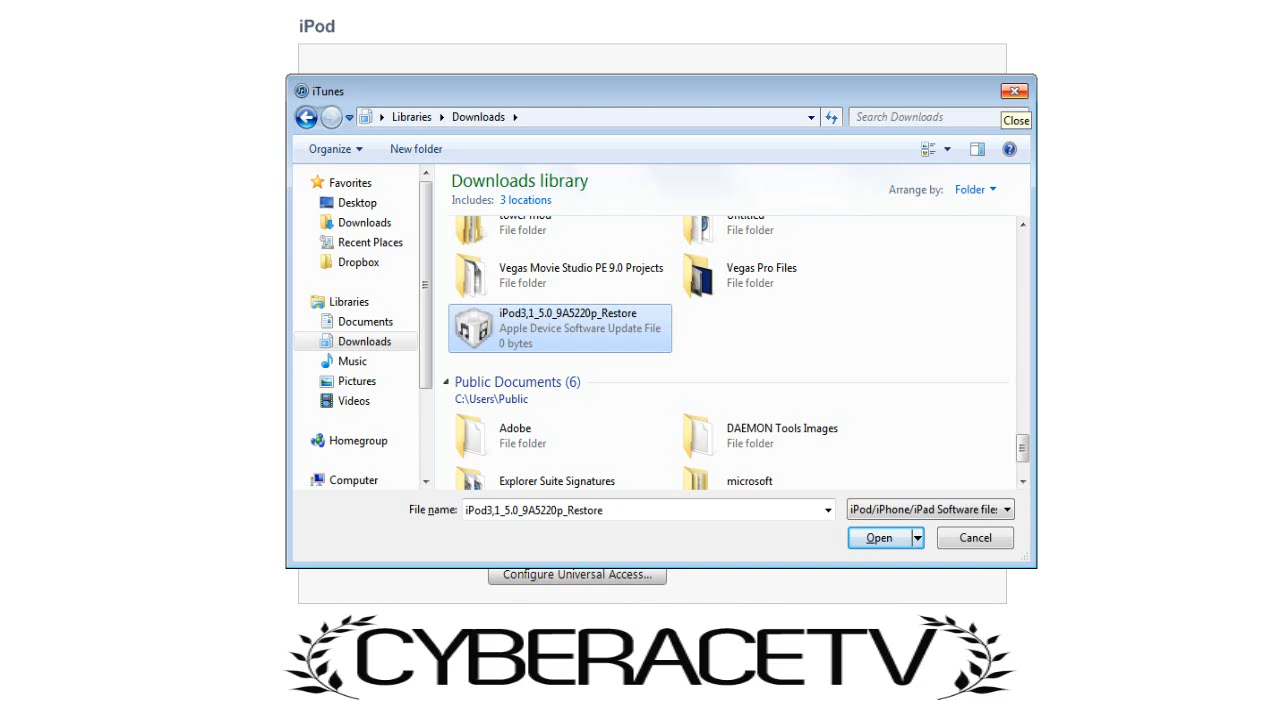 iPod
iTunes
Libraries Downloads
Search Downloads
Close
Organize New folder
Downloads library
Includes: 3 locations
Arrange by: Folder
Favorites
Desktop
Downloads
Recent Places
Dropbox
Libraries
Documents
Downloads
Music
Pictures
Videos
Homegroup
Computer
tower mod
File folder
Untitled
File folder
Vegas Movie Studio PE 9.0 Projects
File folder
Vegas Pro Files
File folder
iPod3,1_5.0_9A5220p_Restore
Apple Device Software Update File
0 bytes
Public Documents (6)
C:\Users\Public
Adobe
File folder
DAEMON Tools Images
File folder
Explorer Suite Signatures
microsoft
File name: iPod3,1_5.0_9A5220p_Restore
iPod/iPhone/iPad Software files
Open Cancel
Configure Universal Access...
CYBERACETV